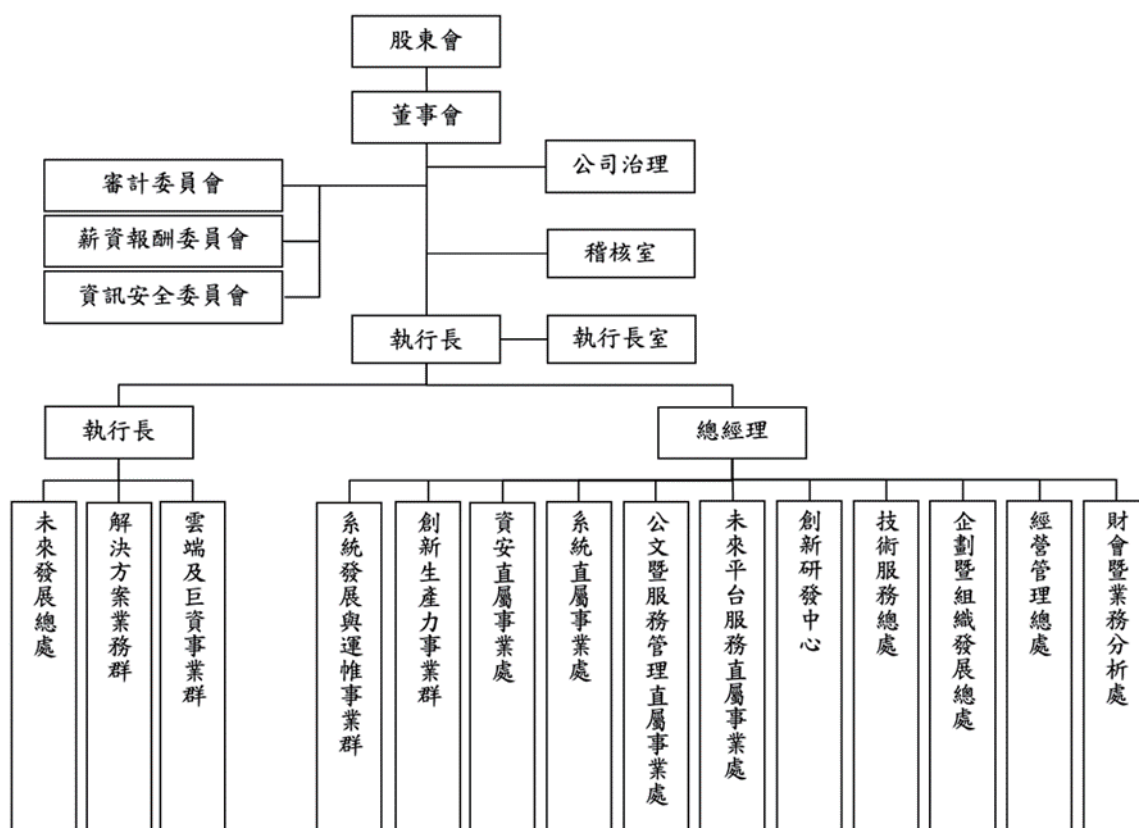 股東會
董事會
公司治理
審計委員會
薪資報酬委員會
稽核室
資訊安全委員會
執行長
執行長室
執行長
總經理
未來發展總處
解決方案業務群
雲端及巨資事業群
系統發展與運帷事業群
創新生產力事業群
資安直屬事業處
系統直屬事業處
公文暨服務管理直屬事業處
未來平台服務直屬事業處
創新研發中心
技術服務總處
企劃暨組織發展總處
經營管理總處
財會暨業務分析處